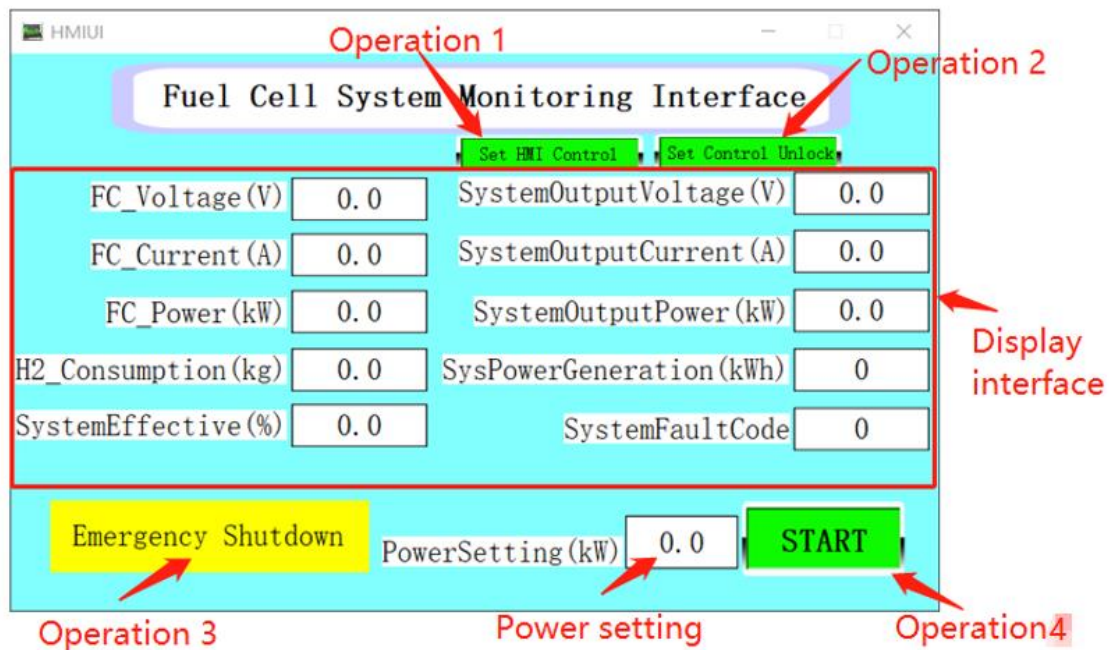 HMIUI
Operation 1
Operation 2
Fuel Cell System Monitoring Interface
Set HMI Control
Set Control Unlock
FC_Voltage(V) 0.0 SystemOutputVoltage(V) 0.0
FC_Current(A) 0.0 SystemOutputCurrent(A) 0.0
FC_Power(kW) 0.0 SystemOutputPower(kW) 0.0
H2_Consumption(kg) 0.0 SysPowerGeneration(kWh) 0
SystemEffective(%) 0.0 SystemFaultCode 0
Display
interface
Emergency Shutdown
PowerSetting(kW) 0.0
START
Operation 3
Power setting
Operation4